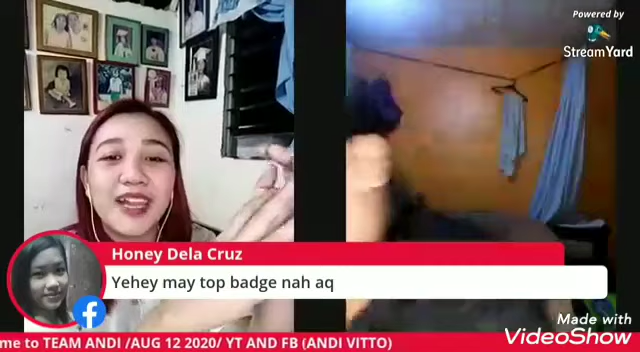 Powered by
StreamYard
Honey Dela Cruz
Yehey may top badge nah aq
Made with
VideoShow
me to TEAM ANDI /AUG 12 2020/ YT AND FB (ANDI VITTO)